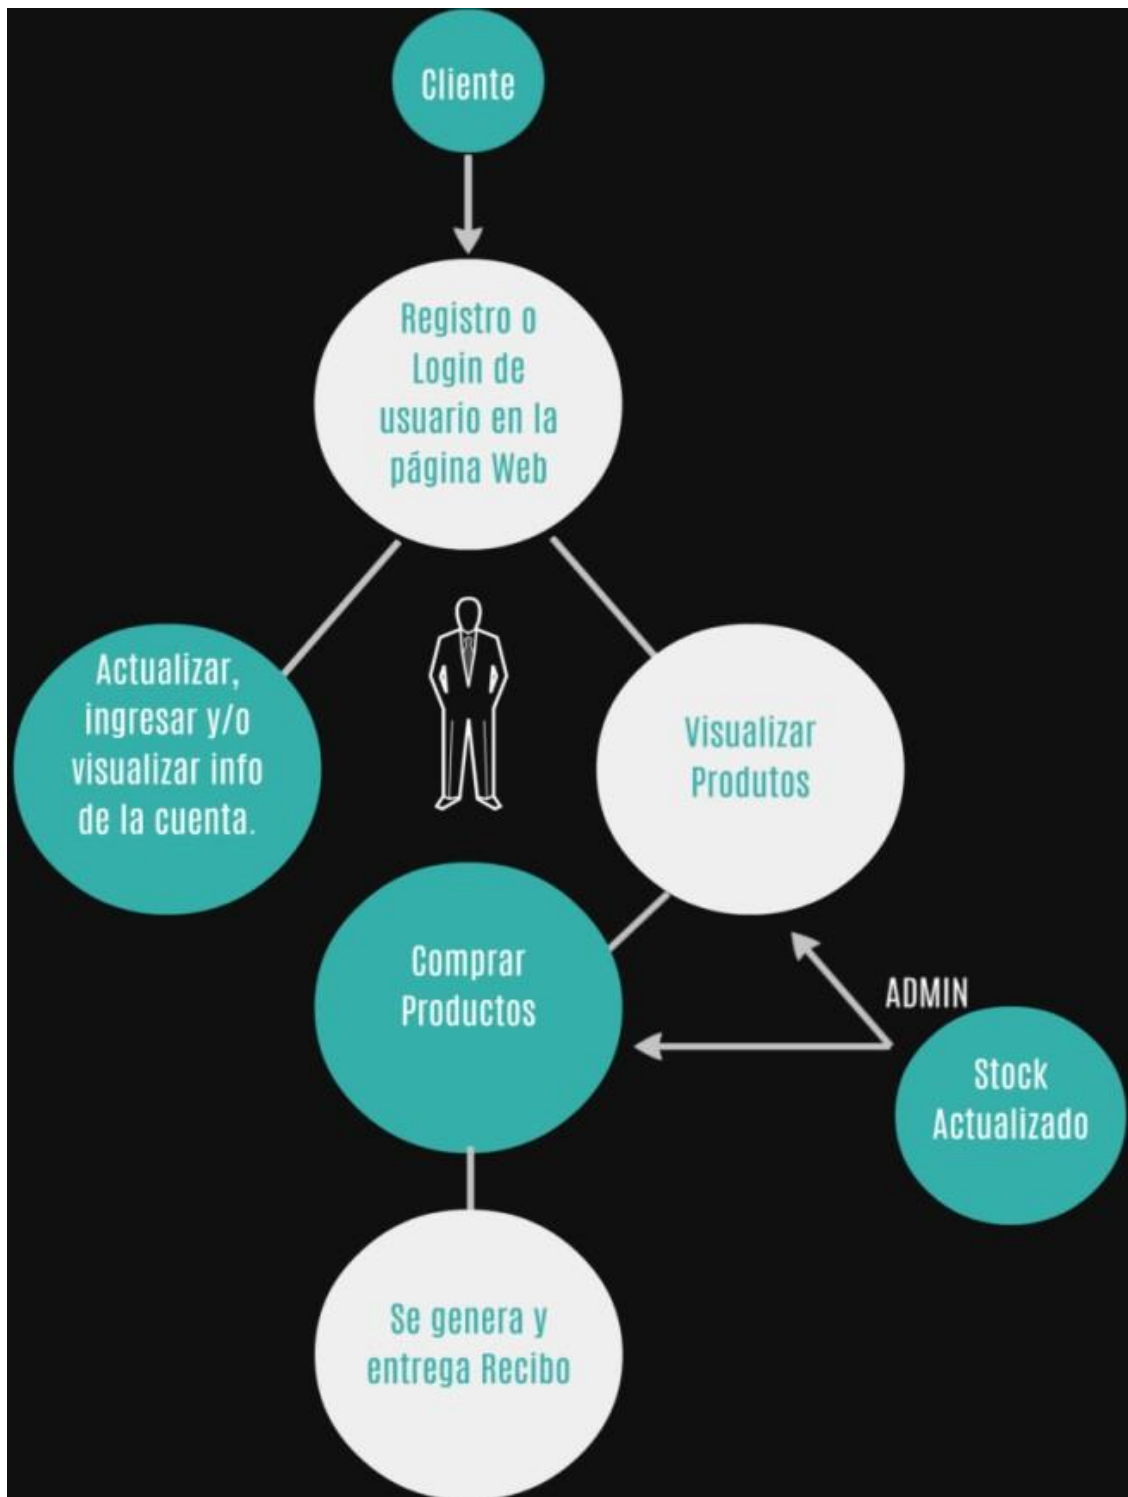 Cliente
Registro o
Login de
usuario en la
página Web
Actualizar,
ingresar y/o
visualizar info
de la cuenta.
Visualizar
Produtos
Comprar
Productos
ADMIN
Stock
Actualizado
Se genera y
entrega Recibo